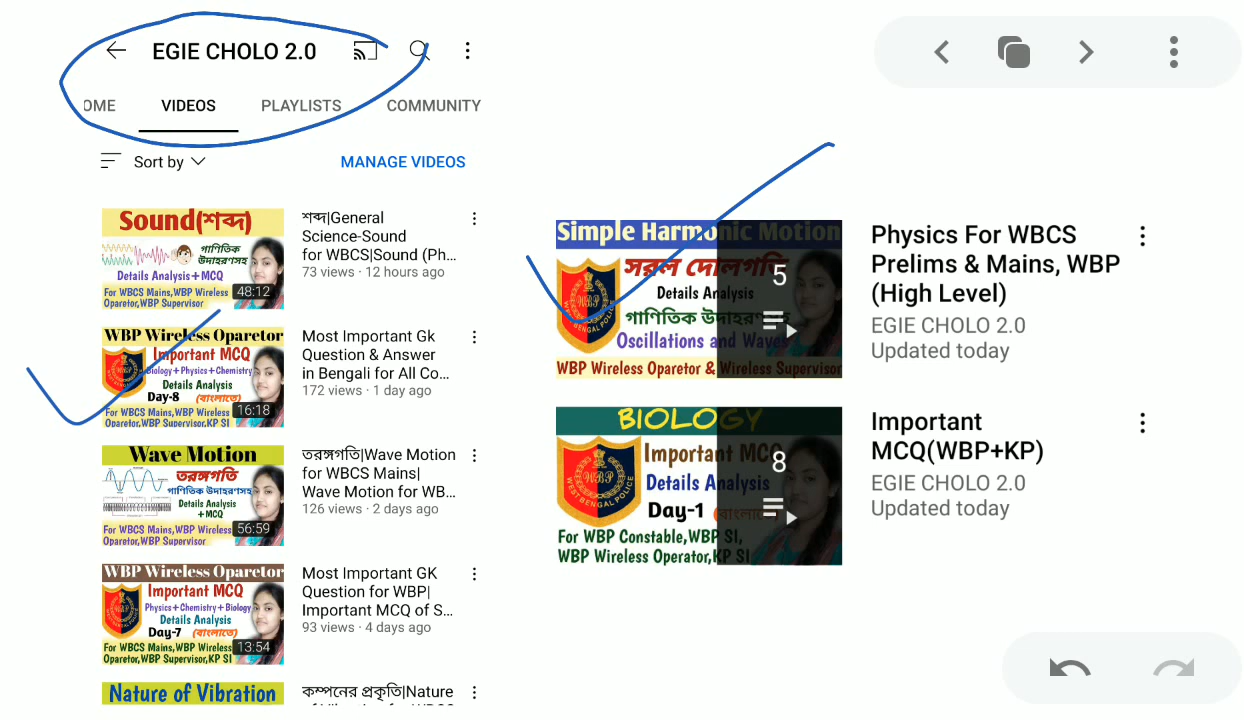 EGIE CHOLO 2.0
OME VIDEOS PLAYLISTS COMMUNITY
Sort by MANAGE VIDEOS
Sound(শব্দ)
গাণিতিক
উদাহরণসহ
Details Analysis+MCQ
For WBCS Mains,WBP Wireless
Oparetor,WBP Supervisor
48:12
শব্দ|General
Science-Sound
for WBCS|Sound (Ph...
73 views · 12 hours ago
WBP Wireless Oparetor
Important MCQ
Biology+Physics+Chemistry
Details Analysis
Day-8 (বাংলাতে)
For WBCS Mains,WBP Wireless
Oparetor,WBP Supervisor,KP SI
16:18
Most Important Gk
Question & Answer
in Bengali for All Co...
172 views · 1 day ago
Wave Motion
তরঙ্গগতি
গাণিতিক উদাহরণসহ
Details Analysis
+MCQ
For WBCS Mains,WBP Wireless
Oparetor,WBP Supervisor
56:59
তরঙ্গগতি|Wave Motion
for WBCS Mains|
Wave Motion for WB...
126 views · 2 days ago
WBP Wireless Oparetor
Important MCQ
Physics+Chemistry+Biology
Details Analysis
Day-7 (বাংলাতে)
For WBCS Mains,WBP Wireless
Oparetor,WBP Supervisor,KP SI
13:54
Most Important GK
Question for WBP|
Important MCQ of S...
93 views · 4 days ago
Nature of Vibration
কম্পনের প্রকৃতি|Nature
Simple Harmonic Motion
সরল দোলগতি
Details Analysis
গাণিতিক উদাহরণসহ
Oscillations and Waves
WBP Wireless Oparetor & Wireless Supervisor
WBP
WEST BENGAL POLICE
5
Physics For WBCS
Prelims & Mains, WBP
(High Level)
EGIE CHOLO 2.0
Updated today
BIOLOGY
Important MCQ
Details Analysis
Day-1 (বাংলাতে)
For WBP Constable,WBP SI,
WBP Wireless Operator,KP SI
WBP
WEST BENGAL POLICE
8
Important
MCQ(WBP+KP)
EGIE CHOLO 2.0
Updated today